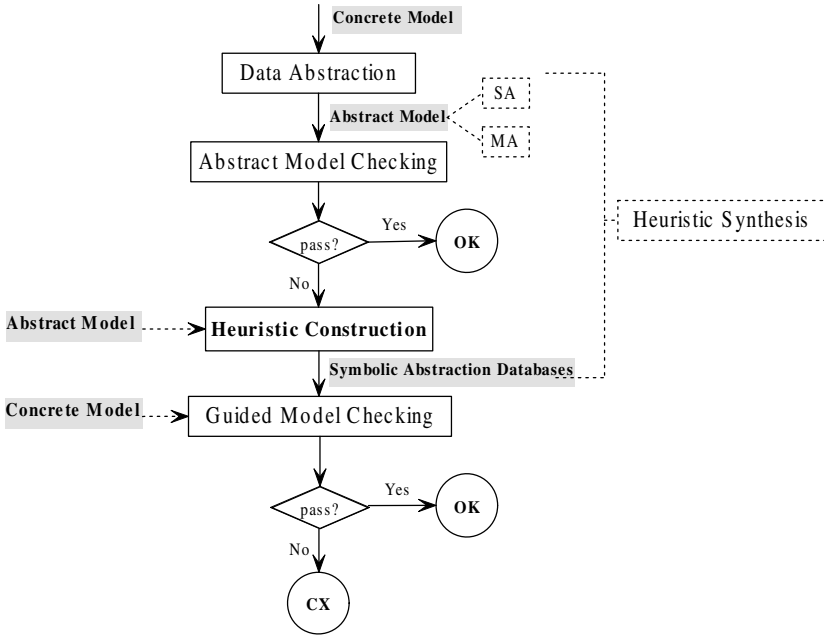 Concrete Model
Data Abstraction
SA
Abstract Model
MA
Abstract Model Checking
Heuristic Synthesis
pass?
Yes
OK
No
Abstract Model
Heuristic Construction
Symbolic Abstraction Databases
Concrete Model
Guided Model Checking
pass?
Yes
OK
No
CX